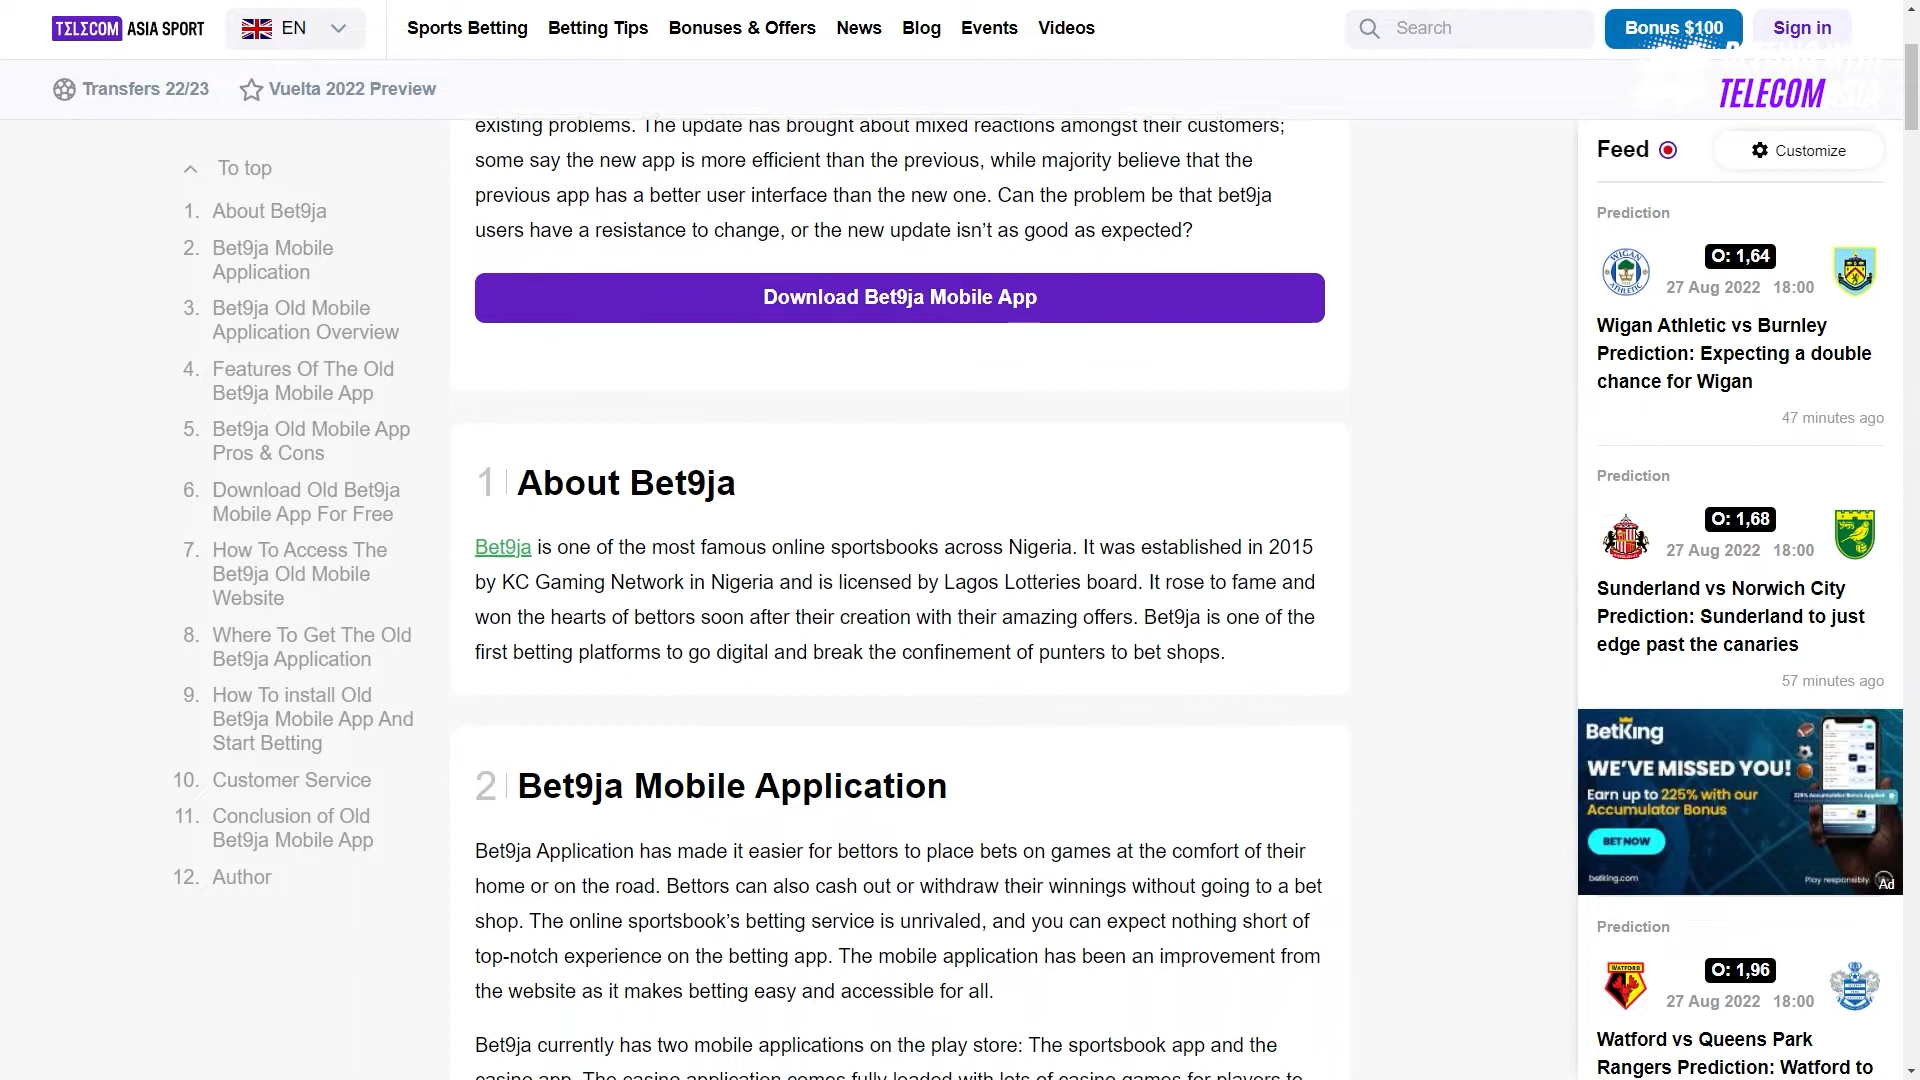 TΣLΣCOM ASIA SPORT
EN
Sports Betting
Betting Tips
Bonuses & Offers
News
Blog
Events
Videos
Search
Bonus $100
Sign in
Transfers 22/23
Vuelta 2022 Preview
TELECOM ASIA
To top
1. About Bet9ja
2. Bet9ja Mobile
Application
3. Bet9ja Old Mobile
Application Overview
4. Features Of The Old
Bet9ja Mobile App
5. Bet9ja Old Mobile App
Pros & Cons
6. Download Old Bet9ja
Mobile App For Free
7. How To Access The
Bet9ja Old Mobile
Website
8. Where To Get The Old
Bet9ja Application
9. How To install Old
Bet9ja Mobile App And
Start Betting
10. Customer Service
11. Conclusion of Old
Bet9ja Mobile App
12. Author
existing problems. The update has brought about mixed reactions amongst their customers;
some say the new app is more efficient than the previous, while majority believe that the
previous app has a better user interface than the new one. Can the problem be that bet9ja
users have a resistance to change, or the new update isn’t as good as expected?
Download Bet9ja Mobile App
1 About Bet9ja
Bet9ja is one of the most famous online sportsbooks across Nigeria. It was established in 2015
by KC Gaming Network in Nigeria and is licensed by Lagos Lotteries board. It rose to fame and
won the hearts of bettors soon after their creation with their amazing offers. Bet9ja is one of the
first betting platforms to go digital and break the confinement of punters to bet shops.
2 Bet9ja Mobile Application
Bet9ja Application has made it easier for bettors to place bets on games at the comfort of their
home or on the road. Bettors can also cash out or withdraw their winnings without going to a bet
shop. The online sportsbook’s betting service is unrivaled, and you can expect nothing short of
top-notch experience on the betting app. The mobile application has been an improvement from
the website as it makes betting easy and accessible for all.
Bet9ja currently has two mobile applications on the play store: The sportsbook app and the
casino app. The casino application comes fully loaded with lots of casino games for players to
Feed
Customize
Prediction
O: 1,64
27 Aug 2022 18:00
Wigan Athletic vs Burnley
Prediction: Expecting a double
chance for Wigan
47 minutes ago
Prediction
O: 1,68
27 Aug 2022 18:00
Sunderland vs Norwich City
Prediction: Sunderland to just
edge past the canaries
57 minutes ago
BetKing
WE’VE MISSED YOU!
Earn up to 225% with our
Accumulator Bonus
BET NOW
betking.com
Play responsibly.
Ad
Prediction
WATFORD
O: 1,96
27 Aug 2022 18:00
Watford vs Queens Park
Rangers Prediction: Watford to